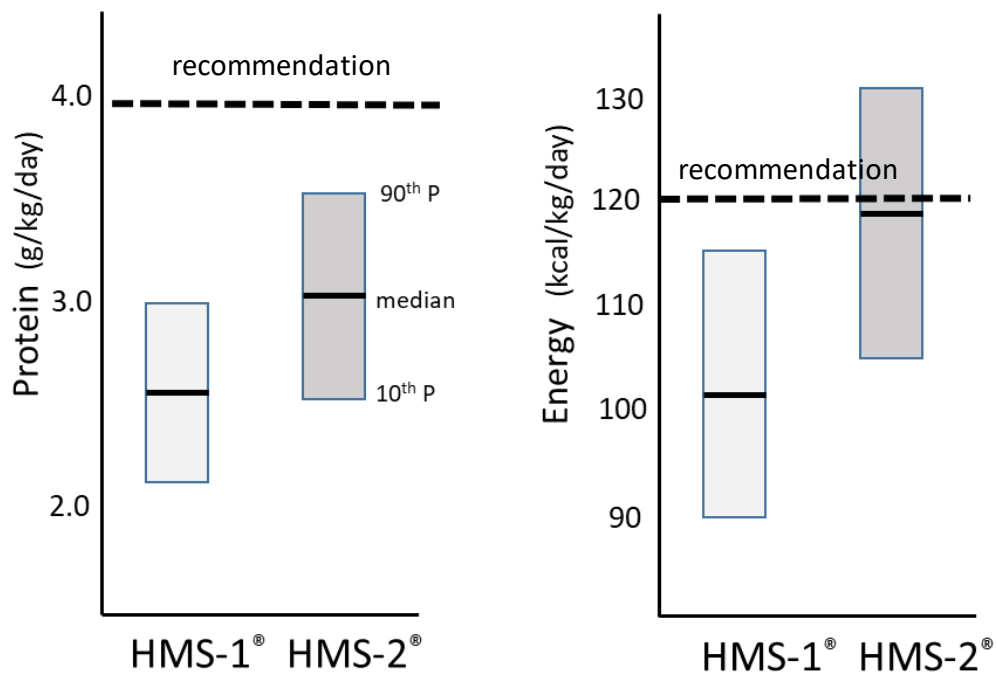 Protein (g/kg/day)
recommendation
4.0
90th P
3.0
median
10th P
2.0
HMS-1® HMS-2®
Energy (kcal/kg/day)
130
recommendation
120
110
100
90
HMS-1® HMS-2®